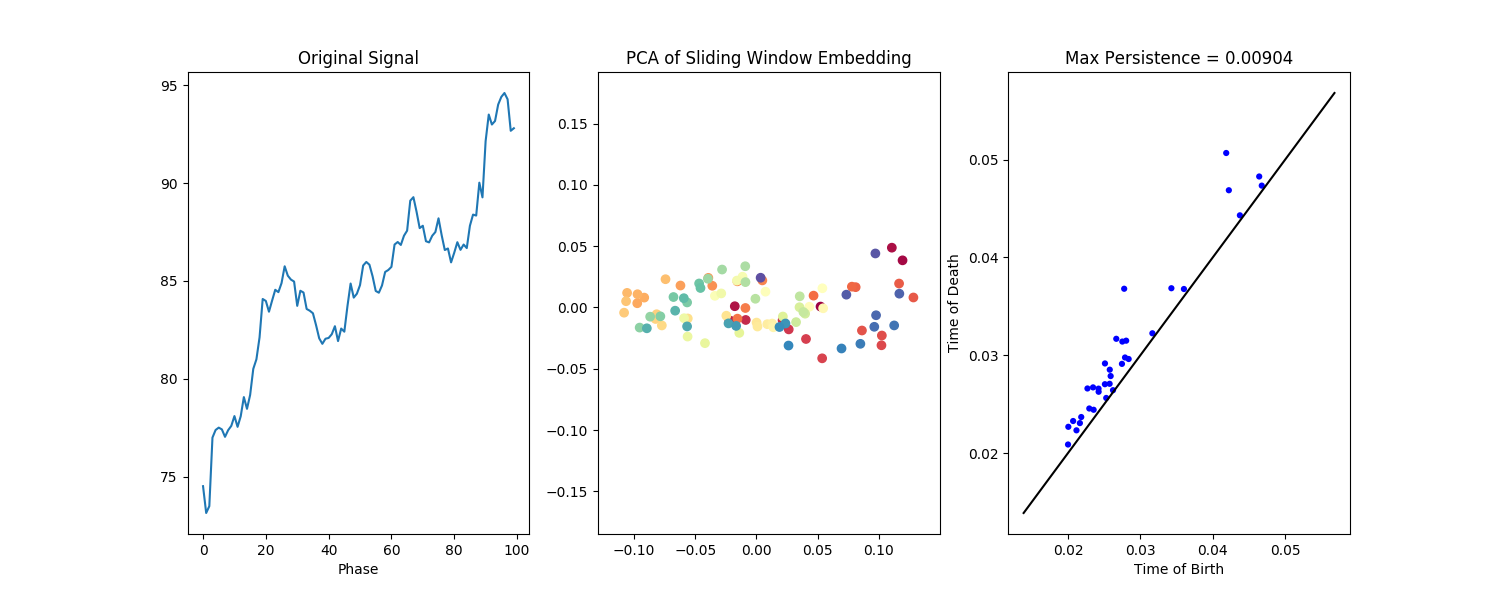 Original Signal
95
90
85
80
75
0 20 40 60 80 100
Phase
PCA of Sliding Window Embedding
0.15
0.10
0.05
0.00
−0.05
−0.10
−0.15
−0.10 −0.05 0.00 0.05 0.10
Max Persistence = 0.00904
Time of Death
0.05
0.04
0.03
0.02
0.02 0.03 0.04 0.05
Time of Birth